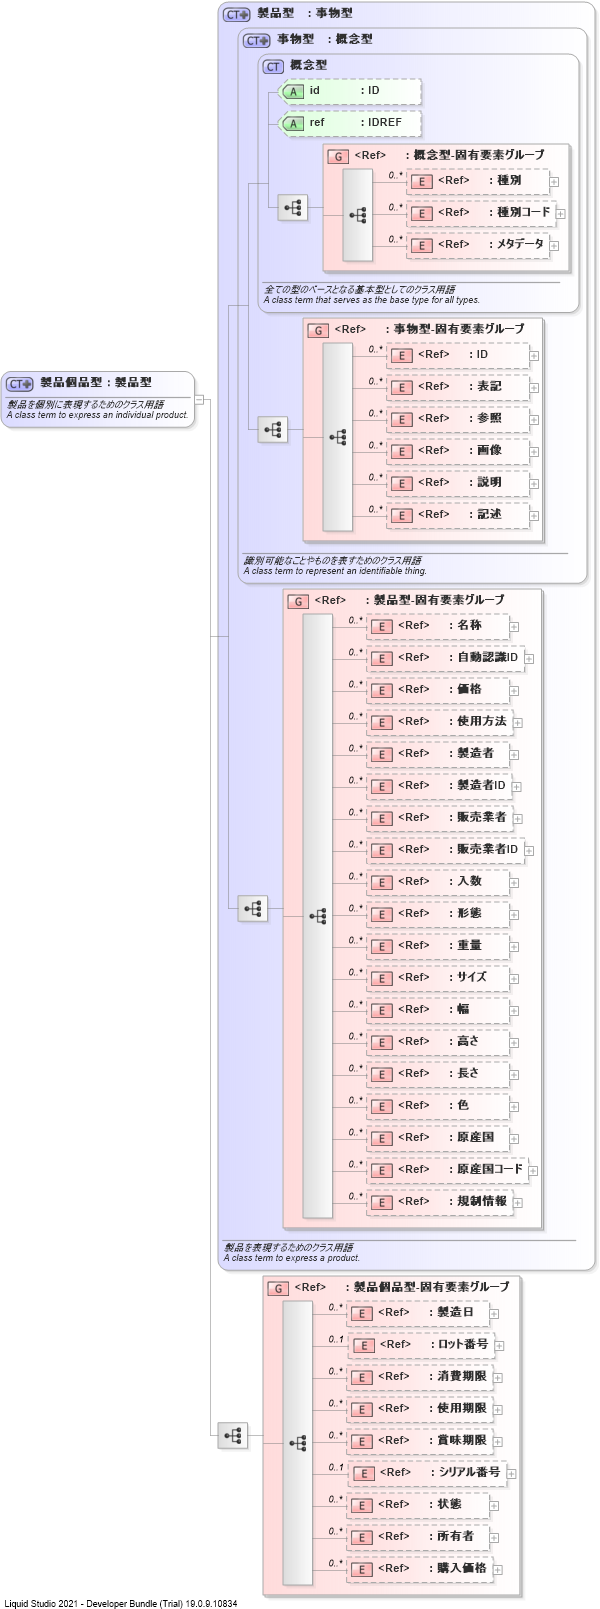 CT 製品型 : 事物型
CT 事物型 : 概念型
CT 概念型
A id : ID
A ref : IDREF
G <Ref> : 概念型-固有要素グループ
0..* E <Ref> : 種別
0..* E <Ref> : 種別コード
0..* E <Ref> : メタデータ
全ての型のベースとなる基本型としてのクラス用語
A class term that serves as the base type for all types.
G <Ref> : 事物型-固有要素グループ
0..* E <Ref> : ID
CT 製品個品型 : 製品型
製品を個別に表現するためのクラス用語
A class term to express an individual product.
0..* E <Ref> : 表記
0..* E <Ref> : 参照
0..* E <Ref> : 画像
0..* E <Ref> : 説明
0..* E <Ref> : 記述
識別可能なことやものを表すためのクラス用語
A class term to represent an identifiable thing.
G <Ref> : 製品型-固有要素グループ
0..* E <Ref> : 名称
0..* E <Ref> : 自動認識ID
0..* E <Ref> : 価格
0..* E <Ref> : 使用方法
0..* E <Ref> : 製造者
0..* E <Ref> : 製造者ID
0..* E <Ref> : 販売業者
0..* E <Ref> : 販売業者ID
0..* E <Ref> : 入数
0..* E <Ref> : 形態
0..* E <Ref> : 重量
0..* E <Ref> : サイズ
0..* E <Ref> : 幅
0..* E <Ref> : 高さ
0..* E <Ref> : 長さ
0..* E <Ref> : 色
0..* E <Ref> : 原産国
0..* E <Ref> : 原産国コード
0..* E <Ref> : 規制情報
製品を表現するためのクラス用語
A class term to express a product.
G <Ref> : 製品個品型-固有要素グループ
0..* E <Ref> : 製造日
0..1 E <Ref> : ロット番号
0..* E <Ref> : 消費期限
0..* E <Ref> : 使用期限
0..* E <Ref> : 賞味期限
0..1 E <Ref> : シリアル番号
0..* E <Ref> : 状態
0..* E <Ref> : 所有者
0..* E <Ref> : 購入価格
Liquid Studio 2021 - Developer Bundle (Trial) 19.0.9.10834